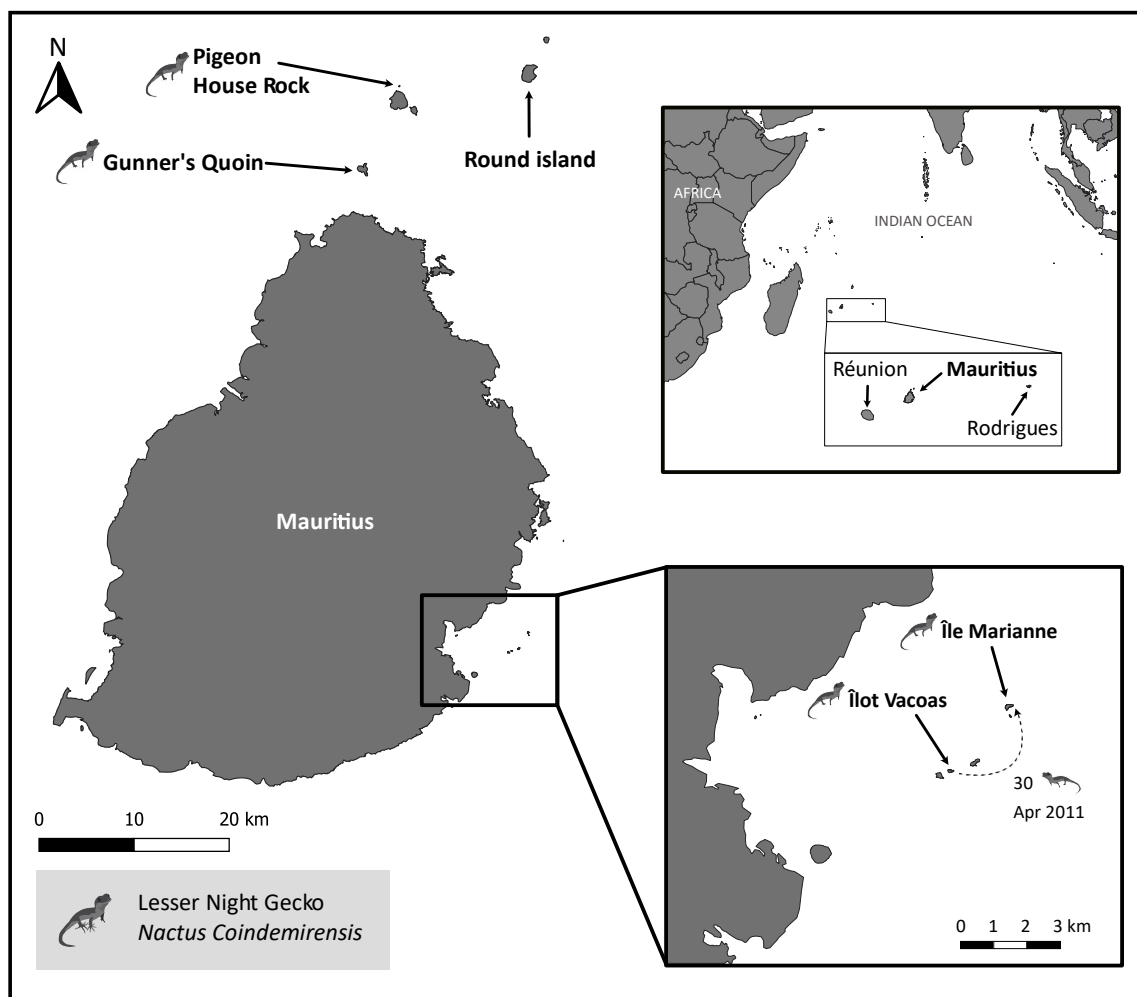 N
Pigeon
House Rock
Gunner's Quoin
Round island
Mauritius
0 10 20 km
Lesser Night Gecko
Nactus Coindemirensis
AFRICA
INDIAN OCEAN
Réunion
Mauritius
Rodrigues
Île Marianne
Îlot Vacoas
30
Apr 2011
0 1 2 3 km